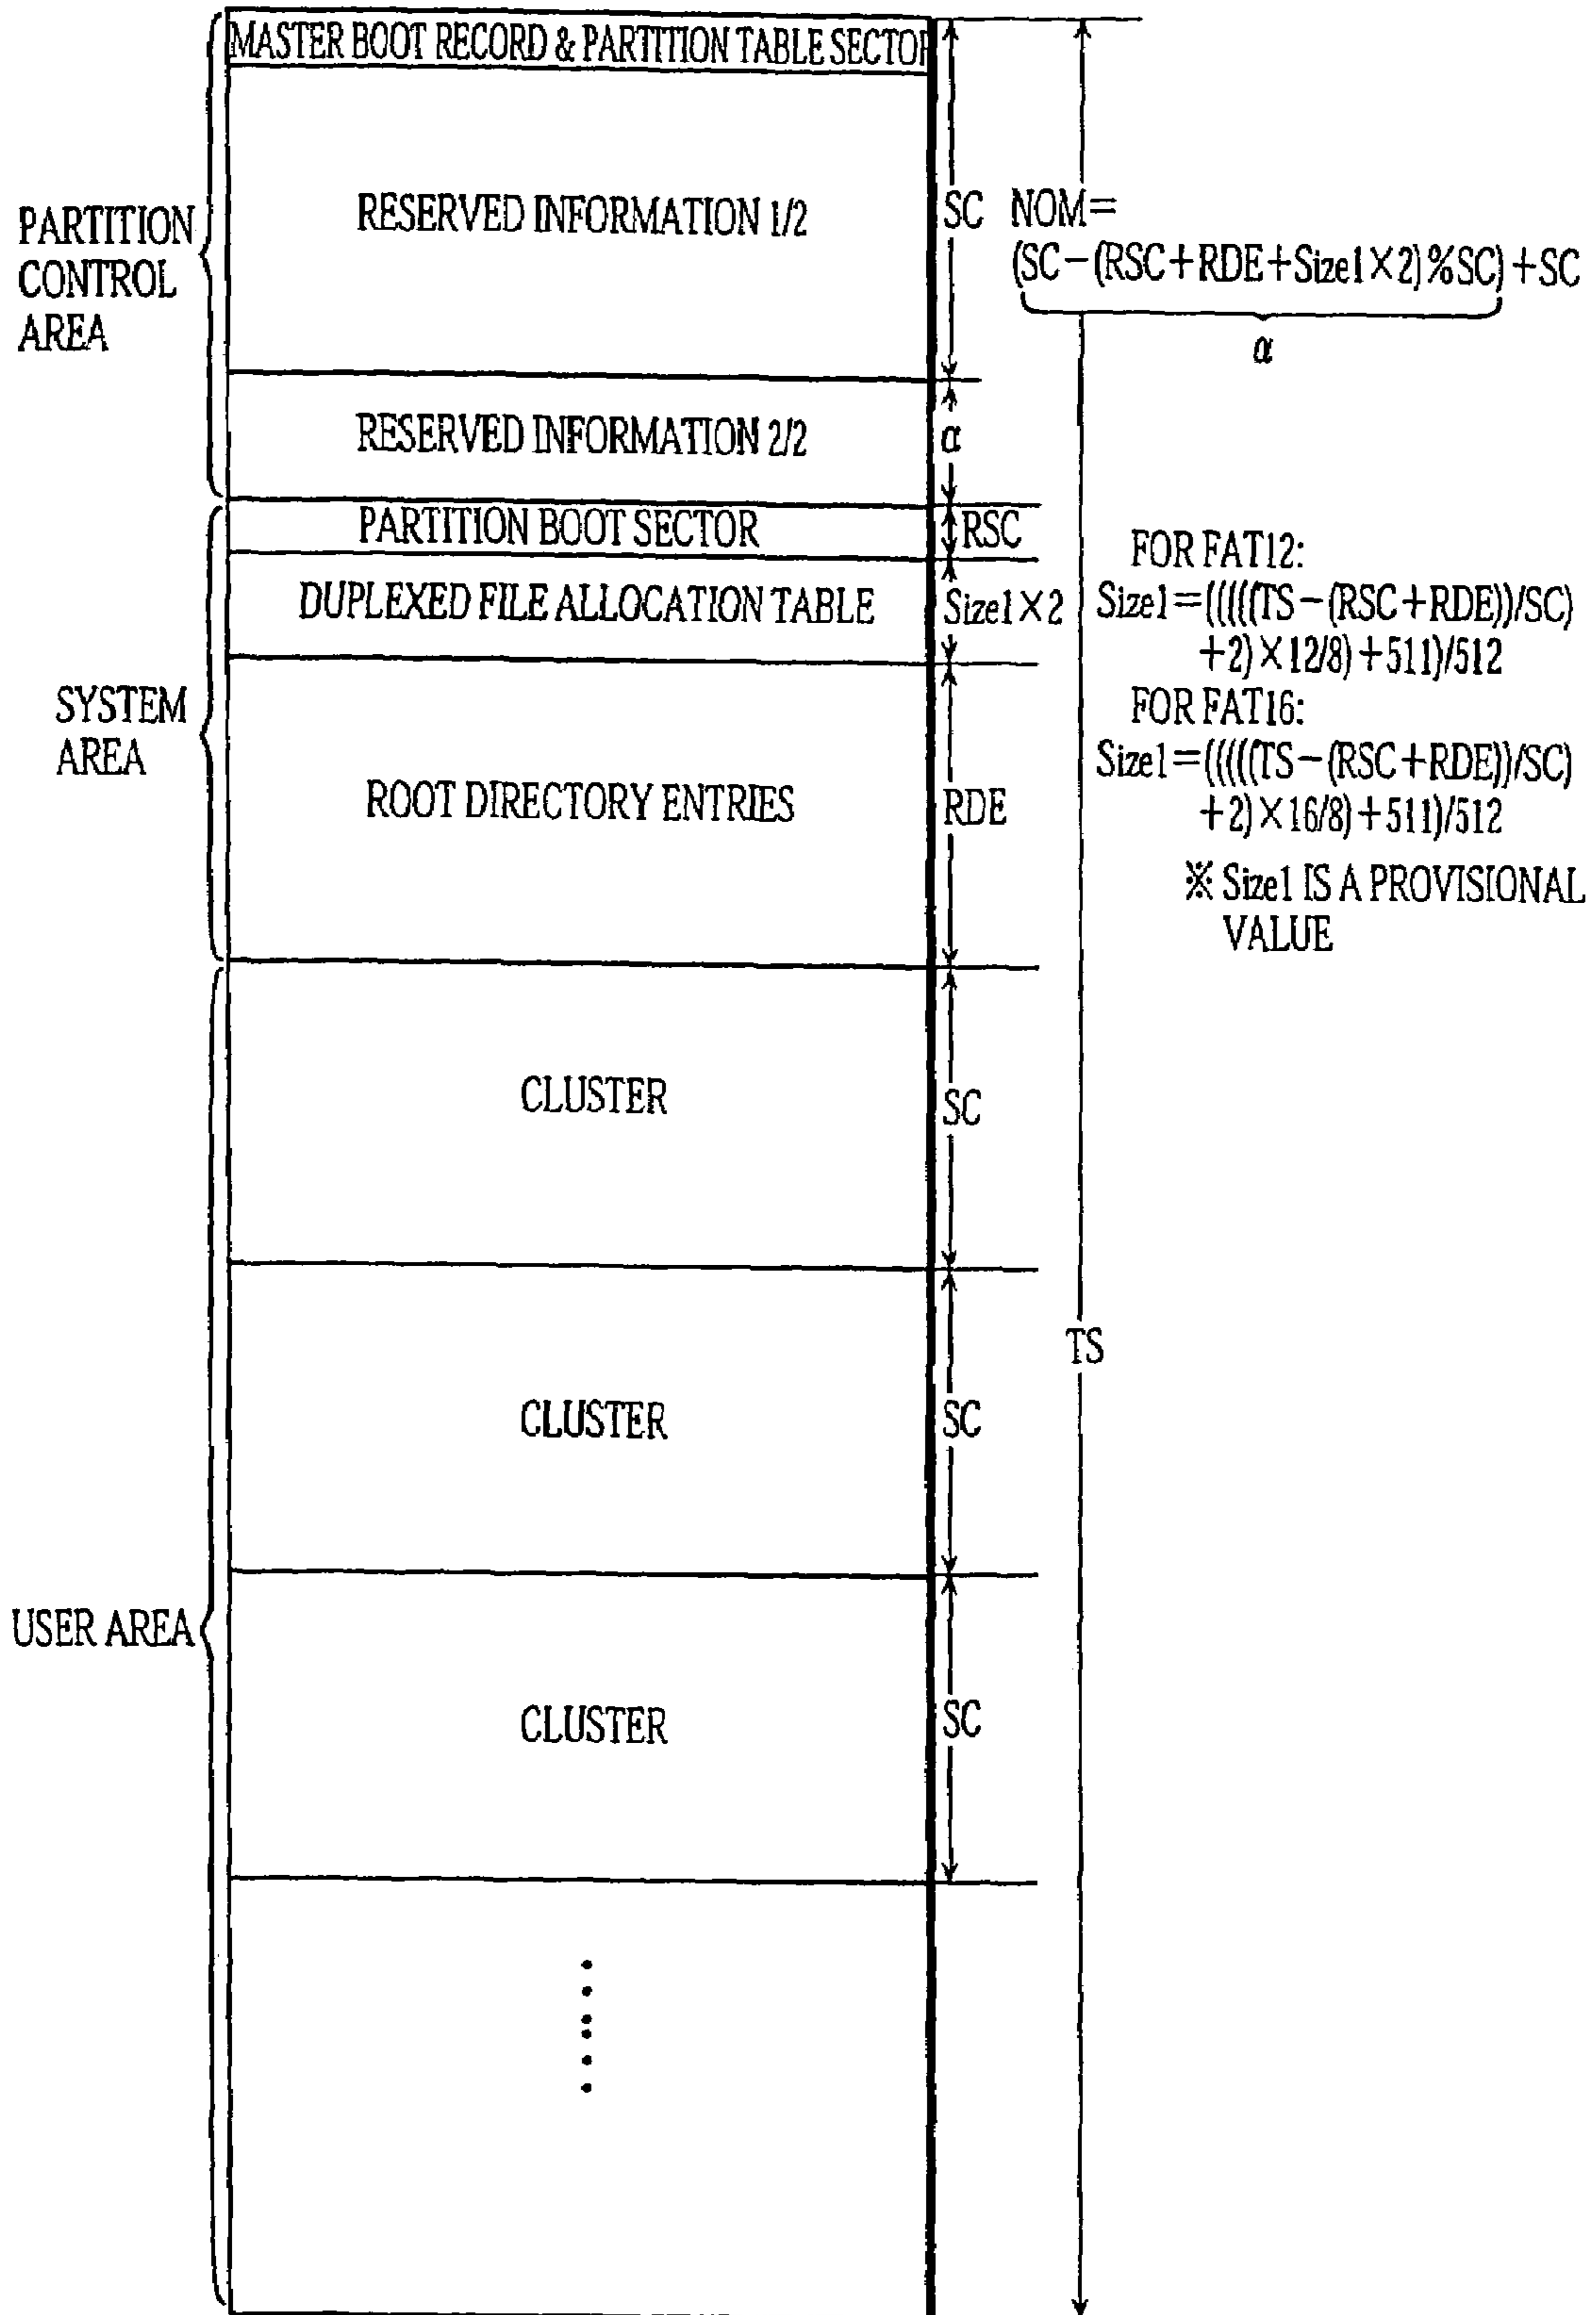 MASTER BOOT RECORD & PARTITION TABLE SECTOR
PARTITION
CONTROL
AREA
RESERVED INFORMATION 1/2
SC
NOM=
(SC-(RSC+RDE+Size1×2)%SC)+SC
α
RESERVED INFORMATION 2/2
α
PARTITION BOOT SECTOR
RSC
DUPLEXED FILE ALLOCATION TABLE
Size1×2
FOR FAT12:
Size1=(((((TS-(RSC+RDE))/SC)
+2)×12/8)+511)/512
FOR FAT16:
Size1=(((((TS-(RSC+RDE))/SC)
+2)×16/8)+511)/512
※ Size1 IS A PROVISIONAL
VALUE
SYSTEM
AREA
ROOT DIRECTORY ENTRIES
RDE
CLUSTER
SC
TS
CLUSTER
SC
USER AREA
CLUSTER
SC